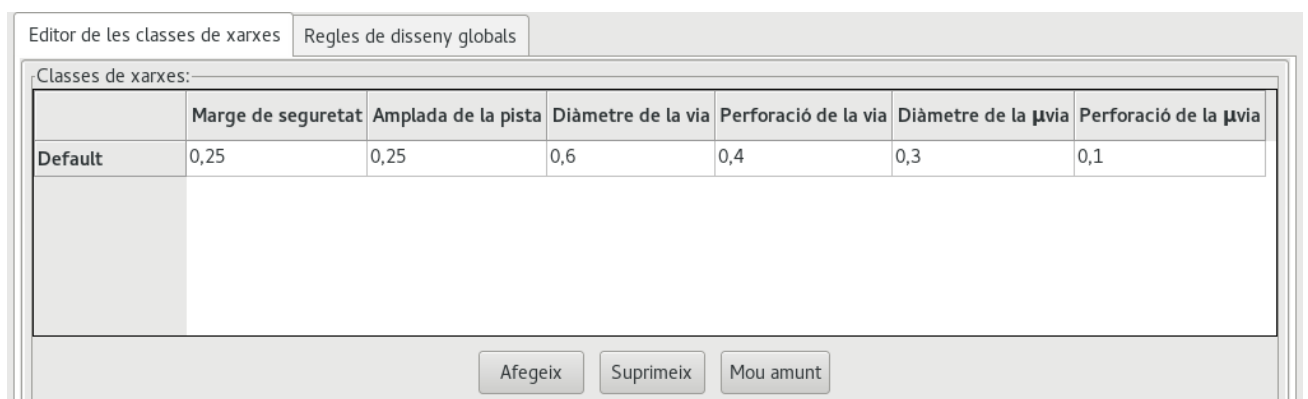 Editor de les classes de xarxes Regles de disseny globals
Classes de xarxes:
Marge de seguretat Amplada de la pista Diàmetre de la via Perforació de la via Diàmetre de la µvia Perforació de la µvia
Default 0,25 0,25 0,6 0,4 0,3 0,1
Afegeix Suprimeix Mou amunt